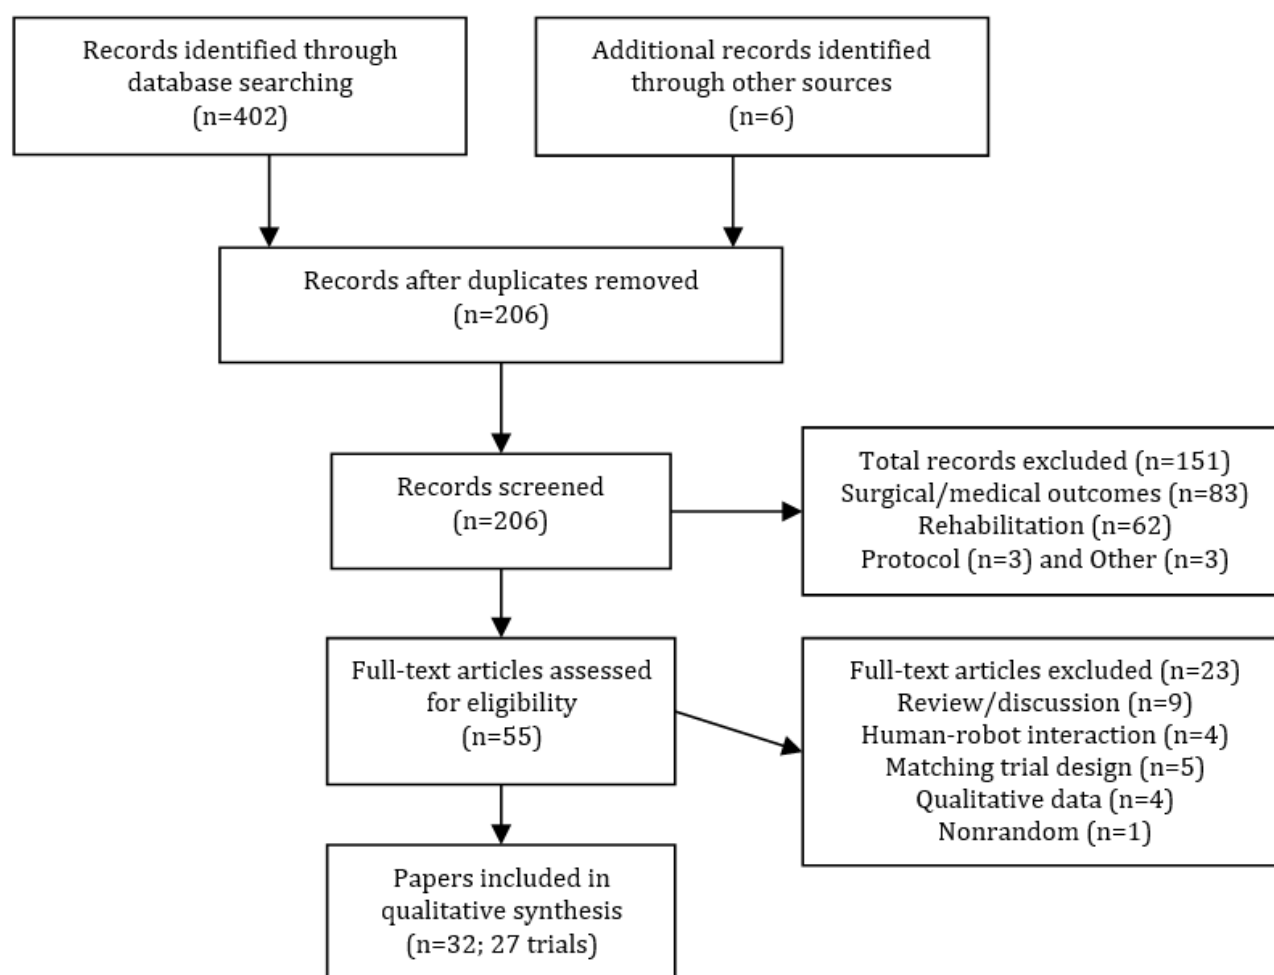 Records identified through
database searching
(n=402)
Additional records identified
through other sources
(n=6)
Records after duplicates removed
(n=206)
Records screened
(n=206)
Total records excluded (n=151)
Surgical/medical outcomes (n=83)
Rehabilitation (n=62)
Protocol (n=3) and Other (n=3)
Full-text articles assessed
for eligibility
(n=55)
Full-text articles excluded (n=23)
Review/discussion (n=9)
Human-robot interaction (n=4)
Matching trial design (n=5)
Qualitative data (n=4)
Nonrandom (n=1)
Papers included in
qualitative synthesis
(n=32; 27 trials)